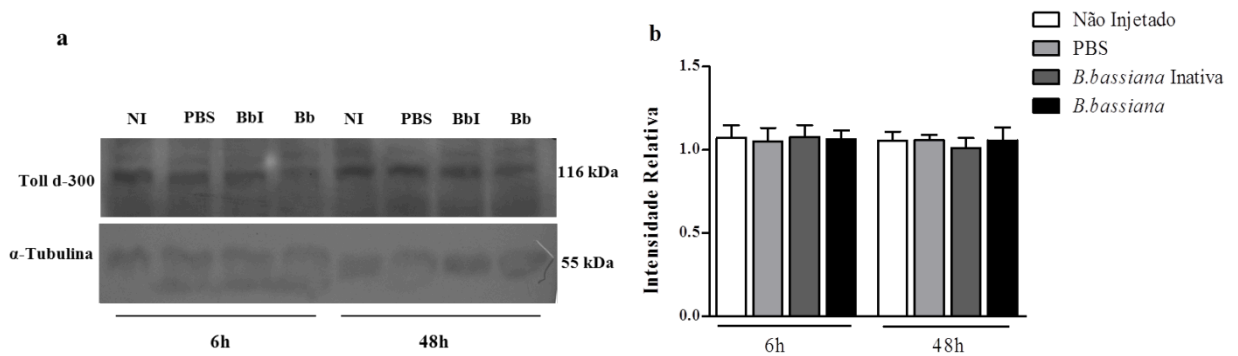 a
NI PBS BbI Bb NI PBS BbI Bb
Toll d-300
116 kDa
α-Tubulina
55 kDa
6h 48h
b
Não Injetado
PBS
B.bassiana Inativa
B.bassiana
Intensidade Relativa
1.5
1.0
0.5
0.0
6h 48h